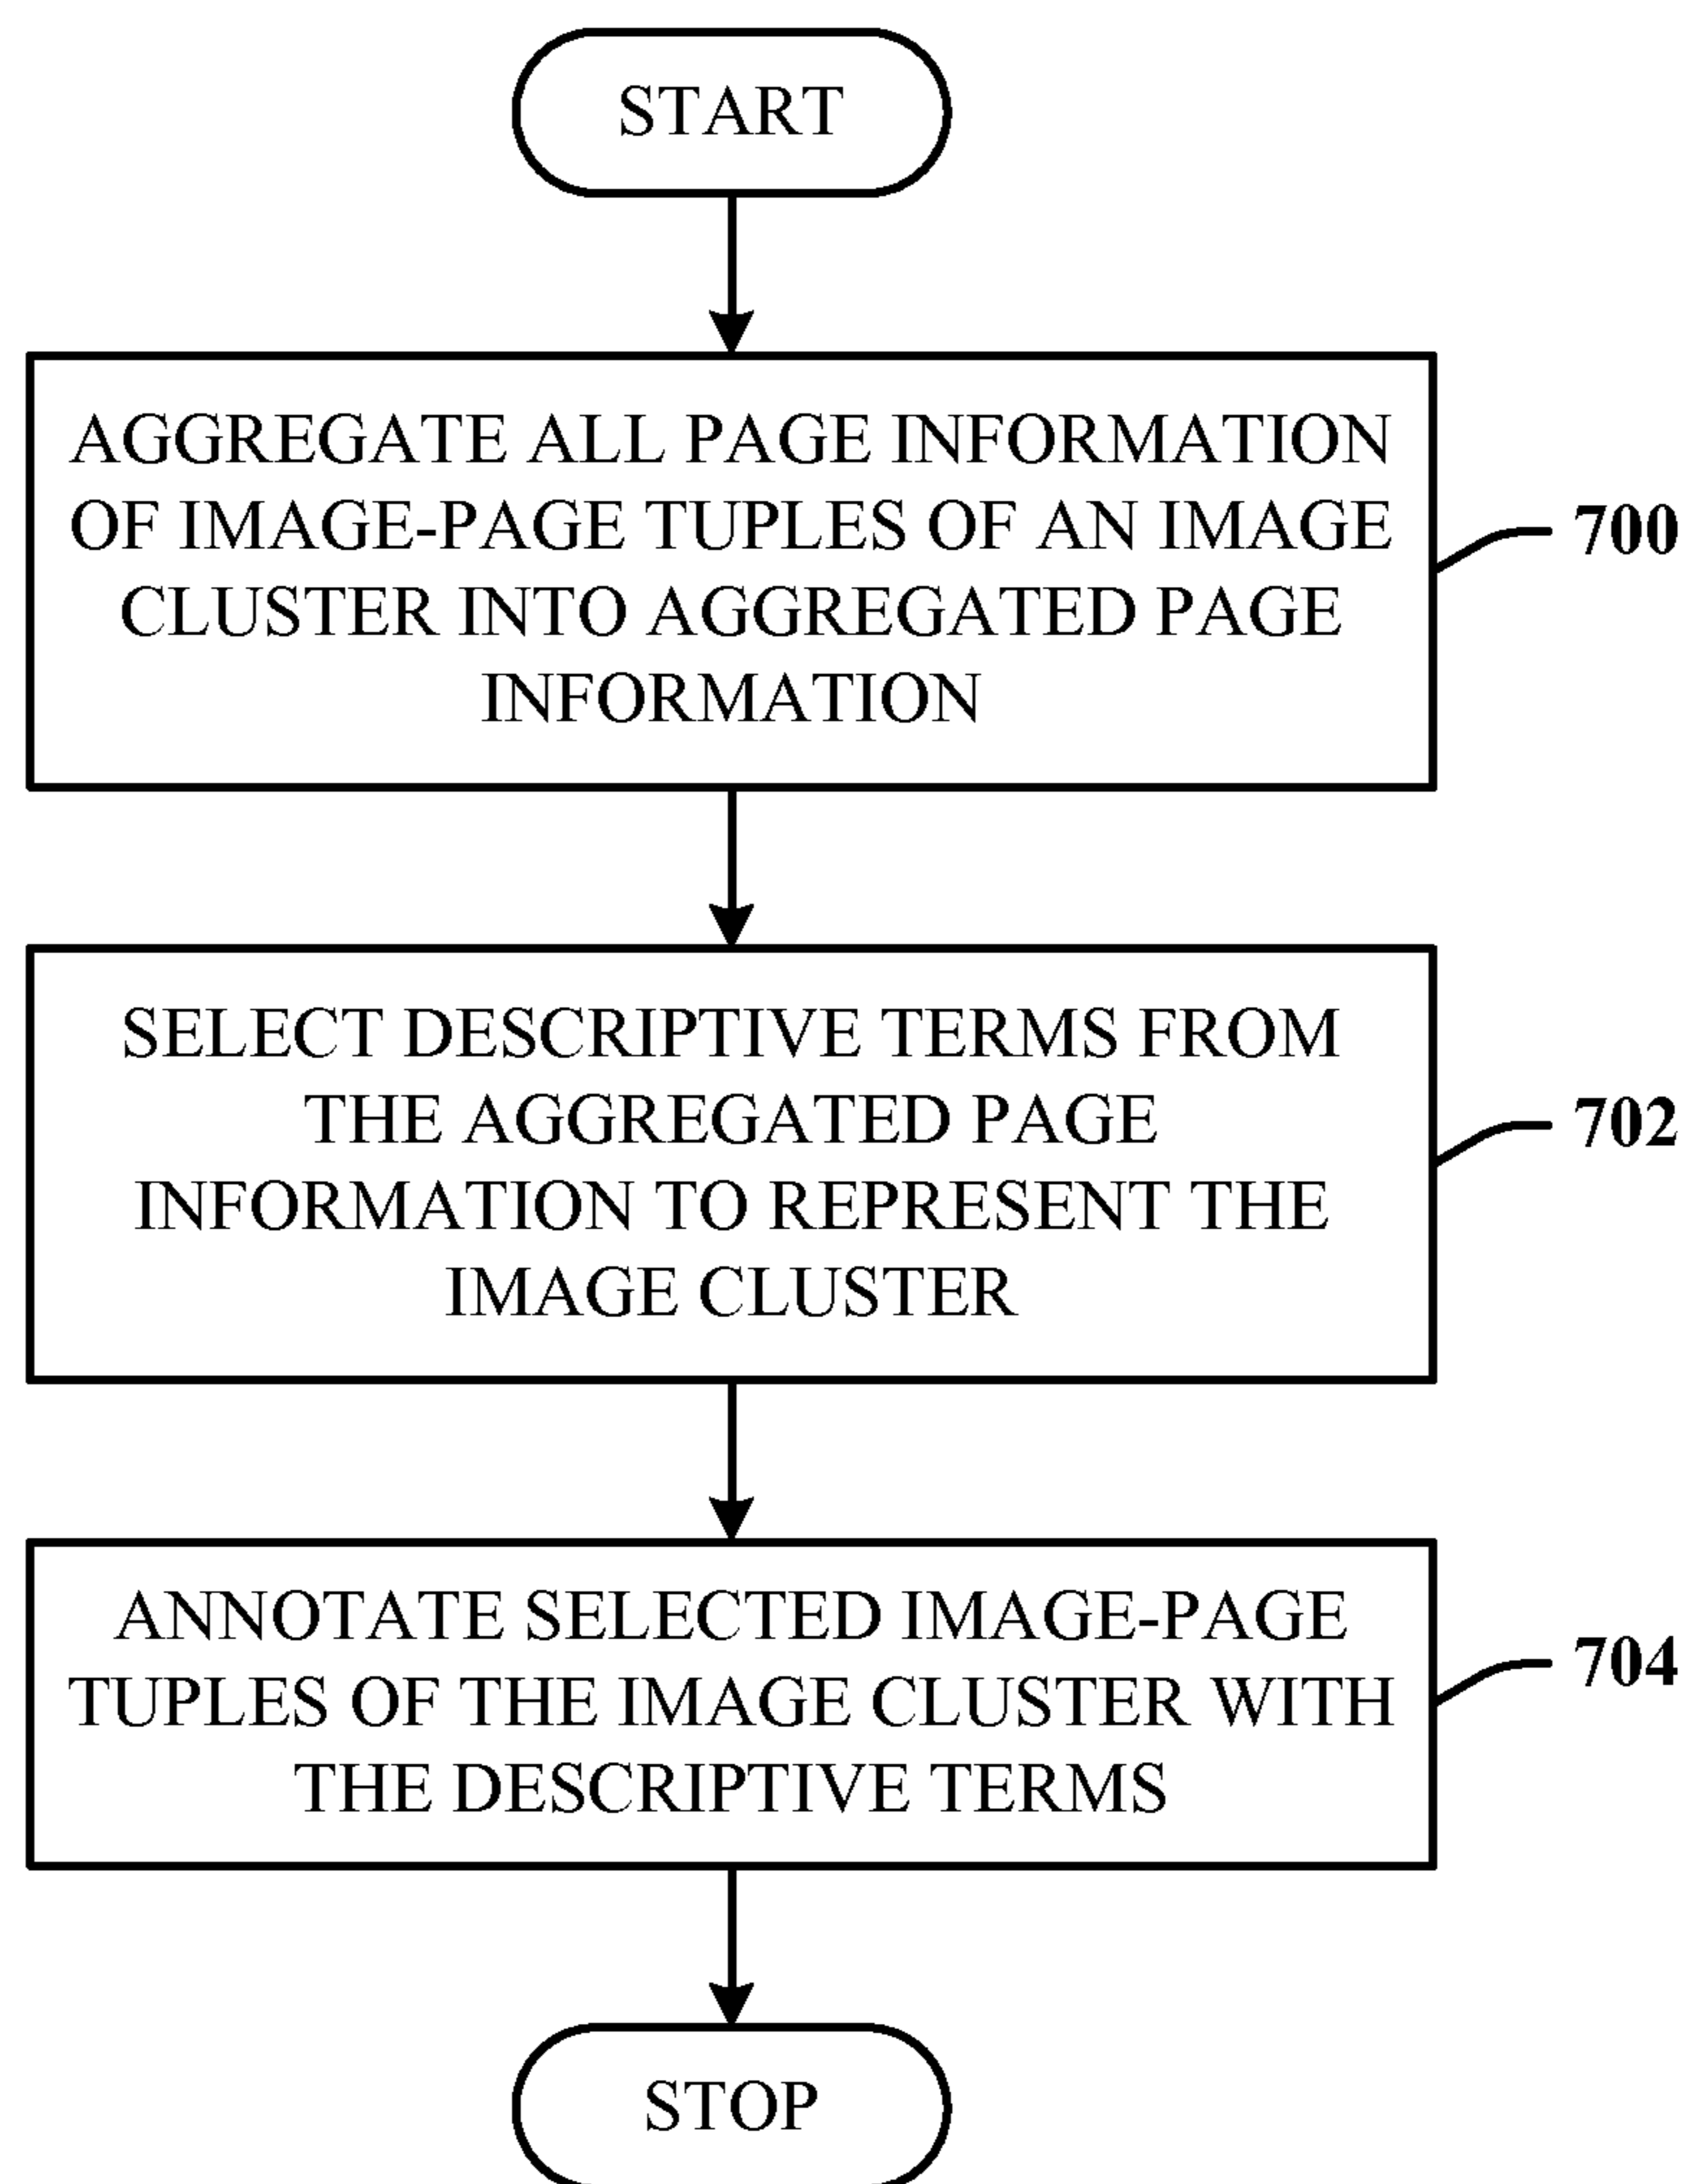 START
AGGREGATE ALL PAGE INFORMATION
OF IMAGE-PAGE TUPLES OF AN IMAGE
CLUSTER INTO AGGREGATED PAGE
INFORMATION
700
SELECT DESCRIPTIVE TERMS FROM
THE AGGREGATED PAGE
INFORMATION TO REPRESENT THE
IMAGE CLUSTER
702
ANNOTATE SELECTED IMAGE-PAGE
TUPLES OF THE IMAGE CLUSTER WITH
THE DESCRIPTIVE TERMS
704
STOP